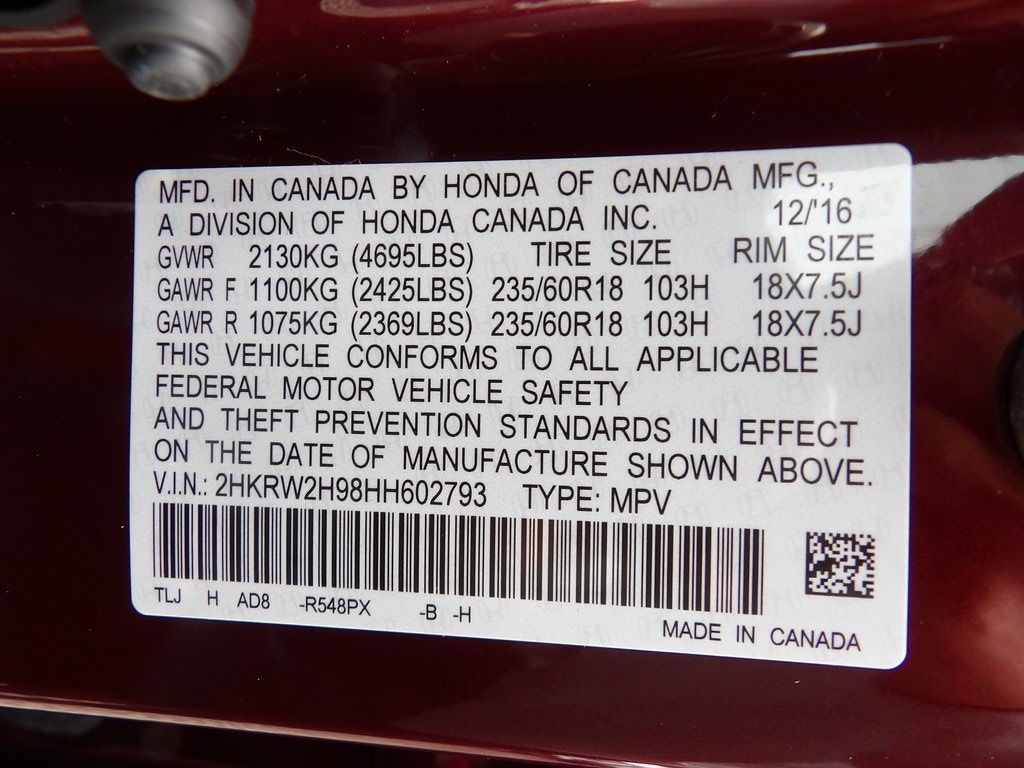 MFD. IN CANADA BY HONDA OF CANADA MFG.,
A DIVISION OF HONDA CANADA INC. 12/'16
GVWR 2130KG (4695LBS) TIRE SIZE RIM SIZE
GAWR F 1100KG (2425LBS) 235/60R18 103H 18X7.5J
GAWR R 1075KG (2369LBS) 235/60R18 103H 18X7.5J
THIS VEHICLE CONFORMS TO ALL APPLICABLE
FEDERAL MOTOR VEHICLE SAFETY
AND THEFT PREVENTION STANDARDS IN EFFECT
ON THE DATE OF MANUFACTURE SHOWN ABOVE.
V.I.N.: 2HKRW2H98HH602793 TYPE: MPV
TLJ H AD8 -R548PX -B -H
MADE IN CANADA